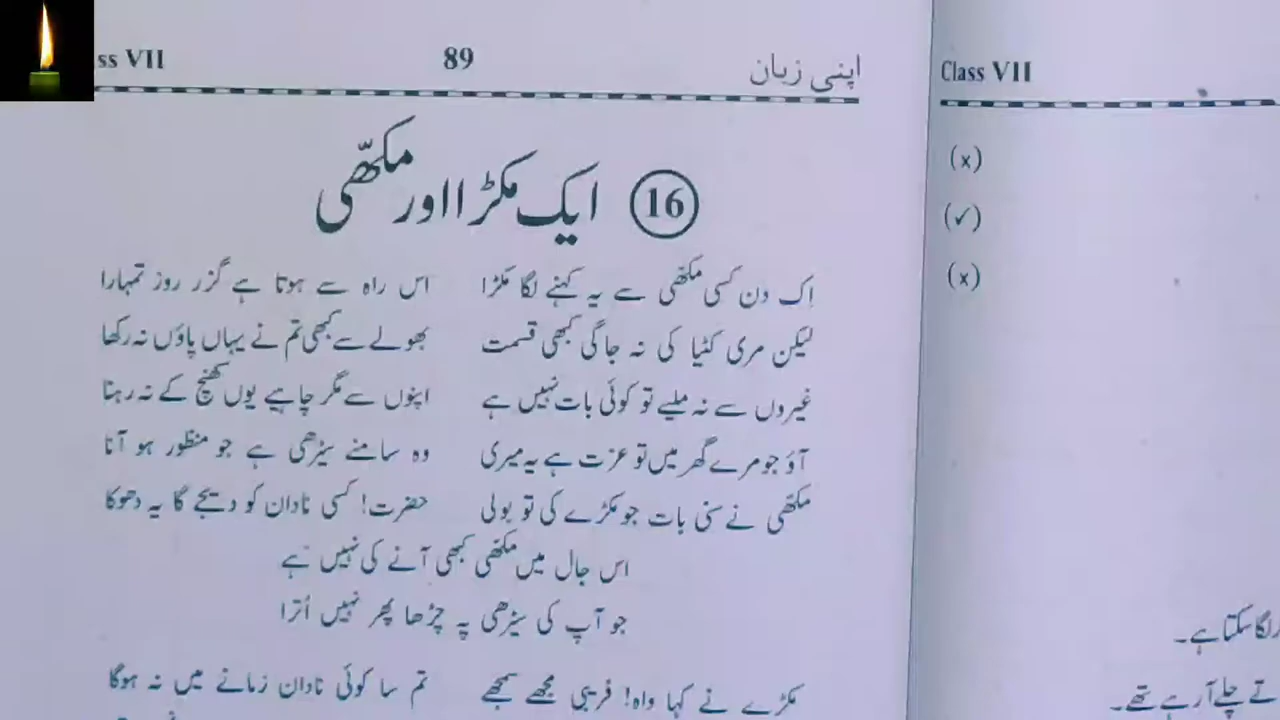 ss VII 89 اپنی زبان
16 ایک مکڑا اور مکھّی
اِک دن کسی مکھی سے یہ کہنے لگا مکڑا اس راہ سے ہوتا ہے گزر روز تمہارا
لیکن مری کٹیا کی نہ جاگی کبھی قسمت بھولے سے کبھی تم نے یہاں پاؤں نہ رکھا
غیروں سے نہ ملیے تو کوئی بات نہیں ہے اپنوں سے مگر چاہیے یوں کھنچ کے نہ رہنا
آؤ جو مرے گھر میں تو عزت ہے یہ میری وہ سامنے سیڑھی ہے جو منظور ہو آنا
مکھی نے سنی بات جو مکڑے کی تو بولی حضرت! کسی نادان کو دیجے گا یہ دھوکا
اس جال میں مکھی کبھی آنے کی نہیں ہے
جو آپ کی سیڑھی پہ چڑھا پھر نہیں اُترا
مکڑے نے کہا واہ! فریبی مجھے سمجھے تم سا کوئی نادان زمانے میں نہ ہوگا
Class VII
(x)
(✓)
(x)
لگا سکتا ہے۔
تے چلے آ رہے تھے۔